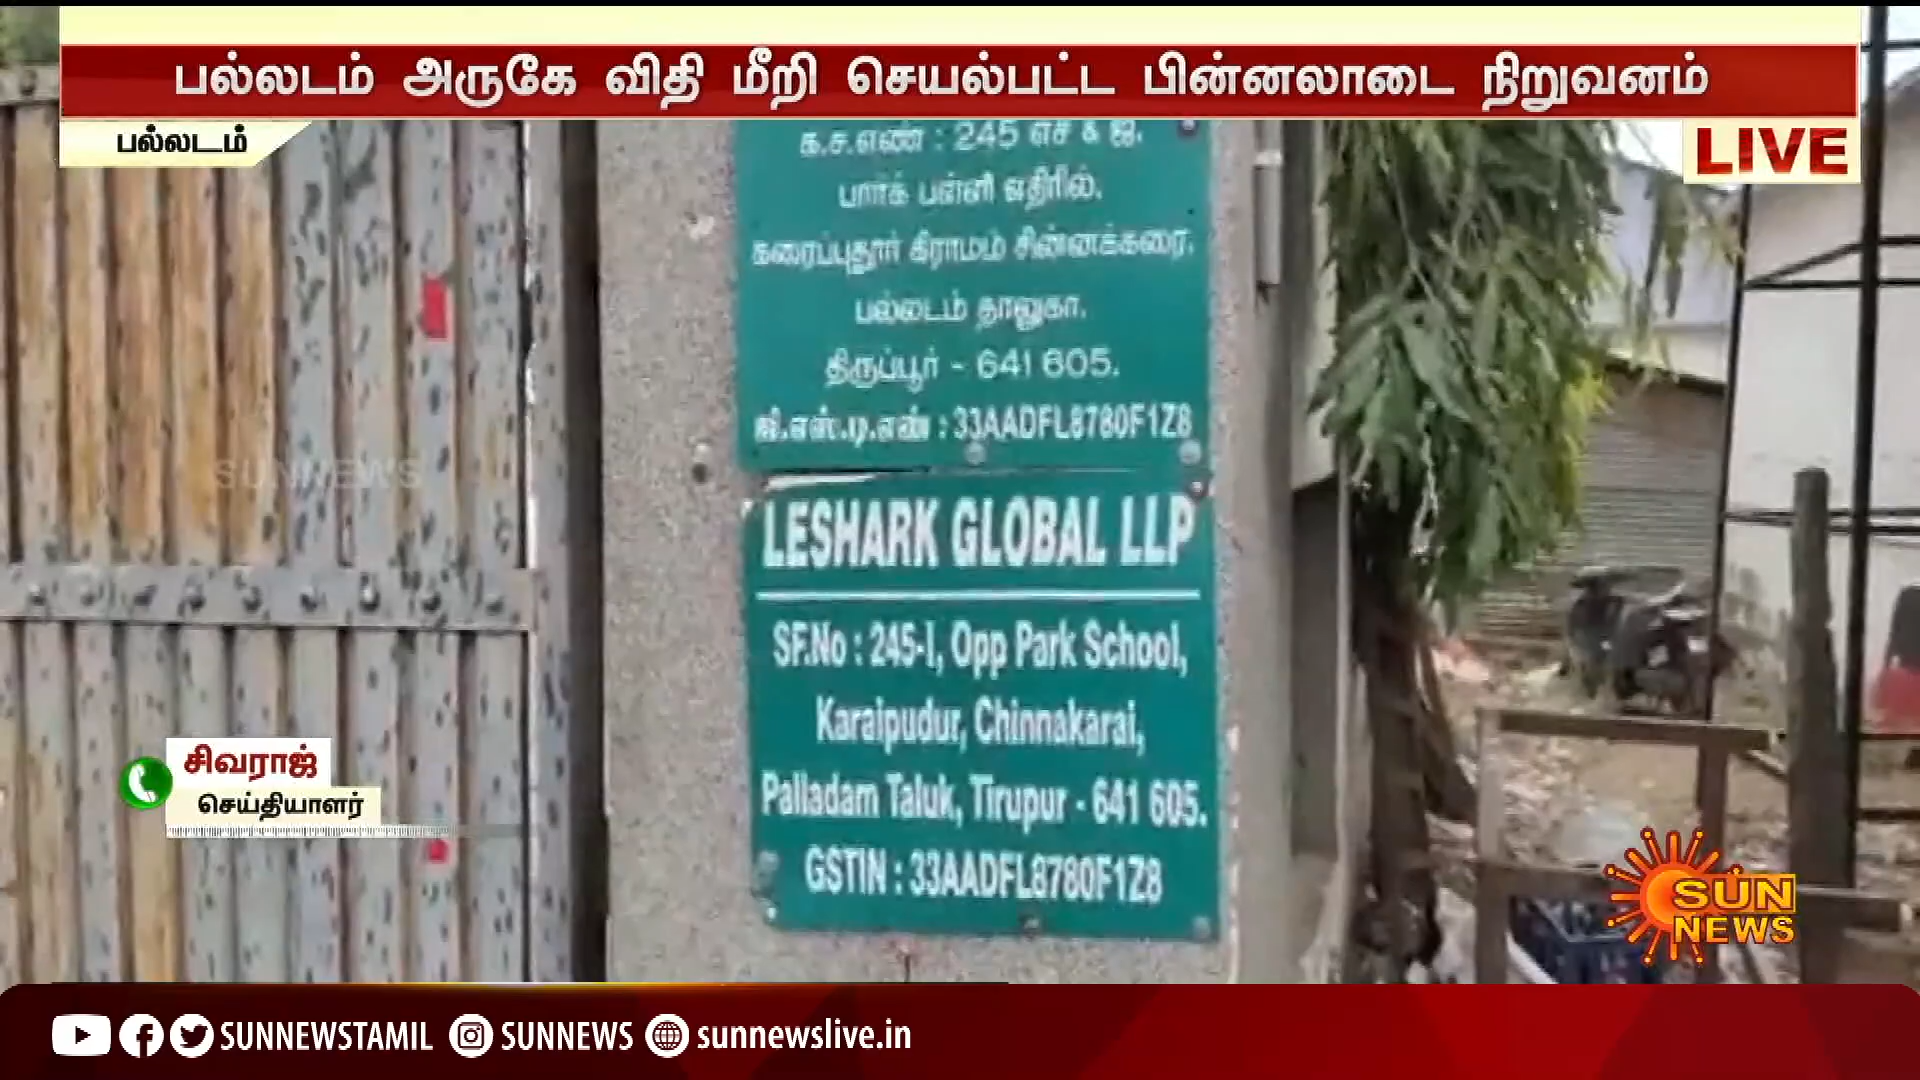 பல்லடம் அருகே விதி மீறி செயல்பட்ட பின்னலாடை நிறுவனம்
பல்லடம்
LIVE
க.ச.எண் : 245 எச் & ஐ.
பார்க் பள்ளி எதிரில்.
கரைப்புதூர் கிராமம் சின்னக்கரை.
பல்லடம் தாலுகா.
திருப்பூர் - 641 605.
ஜி.எஸ்.டி.எண் : 33AADFL8780F1Z8
SUNNEWS
LESHARK GLOBAL LLP
SF.No : 245-I, Opp Park School,
Karaipudur, Chinnakarai,
Palladam Taluk, Tirupur - 641 605.
GSTIN : 33AADFL8780F1Z8
சிவராஜ்
செய்தியாளர்
SUN
NEWS
SUNNEWSTAMIL SUNNEWS sunnewslive.in